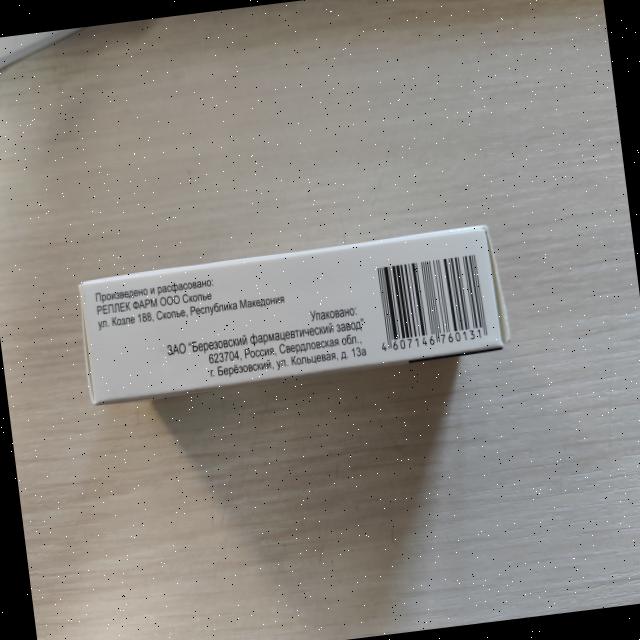 Произведено и расфасовано:
РЕПЛЕК ФАРМ ООО Скопье
ул. Козле 188, Скопье, Республика Македония
Упаковано:
ЗАО "Березовский фармацевтический завод"
623704, Россия, Свердловская обл.,
г. Берёзовский, ул. Кольцевая, д. 13а
4 607146 760131